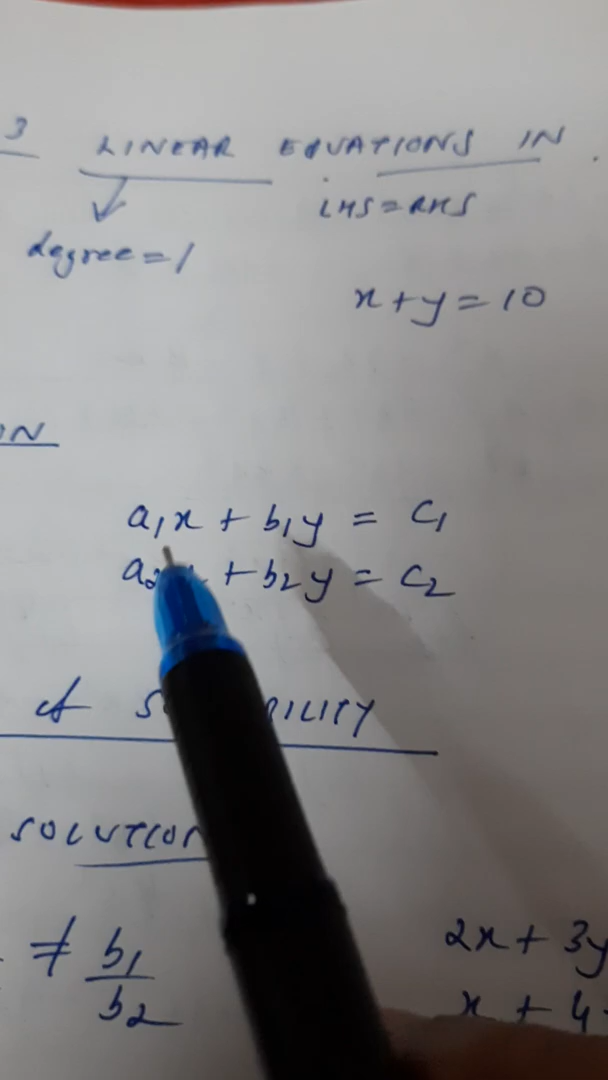 3 LINEAR EQUATIONS IN
degree = 1
LHS = RHS
x + y = 10
a₁x + b₁y = c₁
+ b₂y = c₂
SOLUTION
≠ b₁/b₂
2x + 3y
x + 4